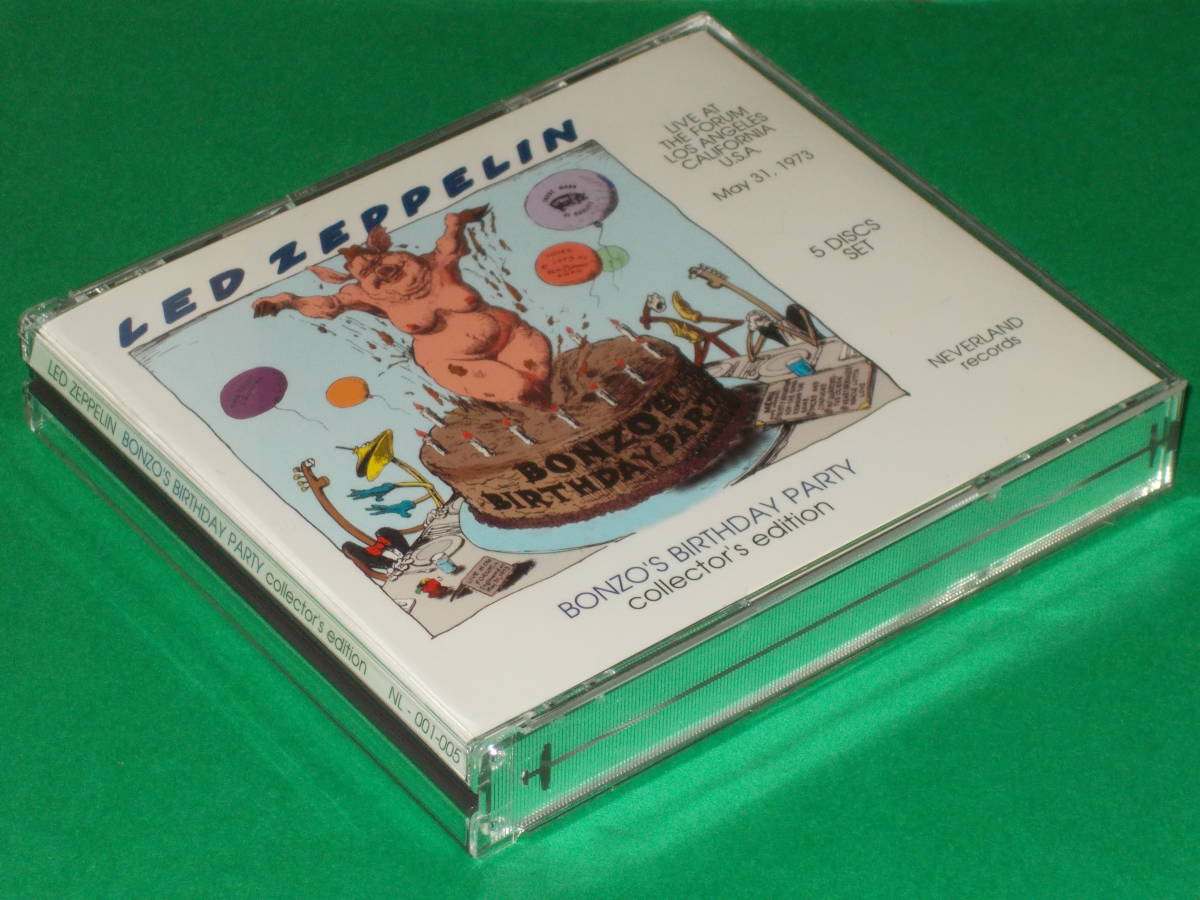 LED ZEPPELIN
LIVE AT
THE FORUM
LOS ANGELES
CALIFORNIA
U.S.A.
May 31, 1973
5 DISCS
SET
NEVERLAND
records
BONZO'S
BIRTHDAY PARTY
BONZO'S BIRTHDAY PARTY
collector's edition
LED ZEPPELIN BONZO'S BIRTHDAY PARTY collector's edition NL - 001-005